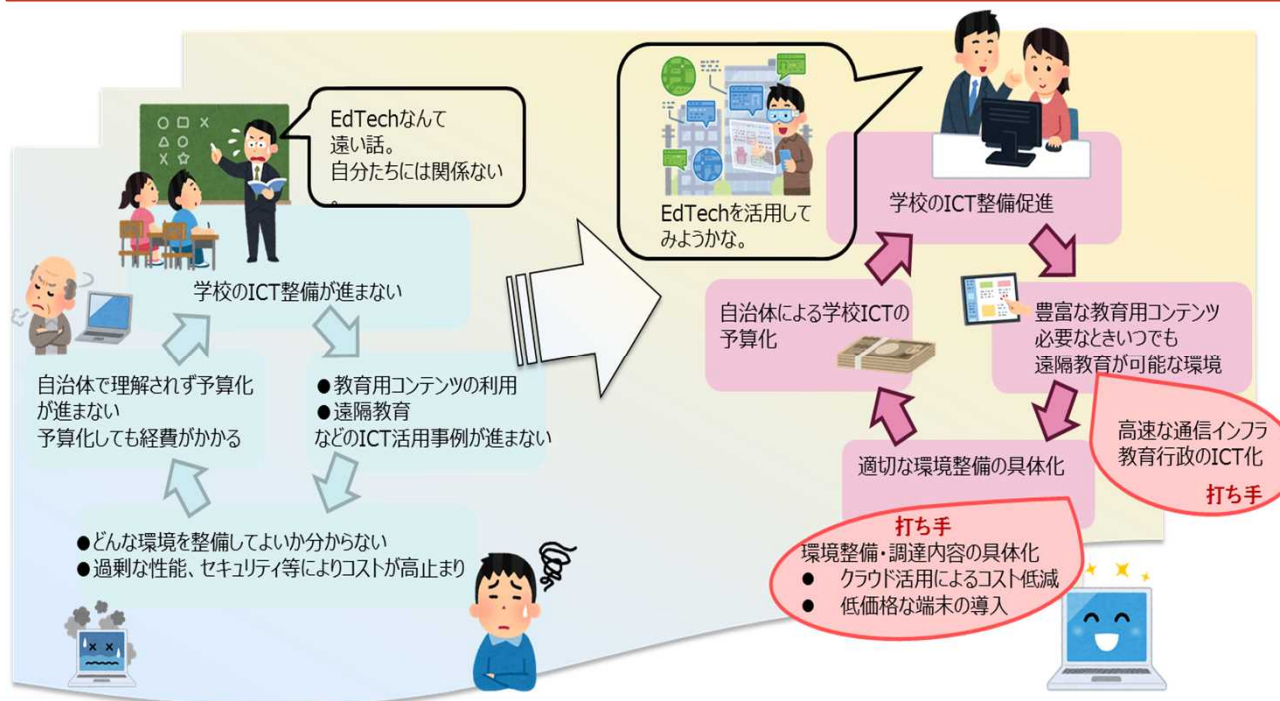 EdTechなんて
遠い話。
自分たちには関係ない
。
学校のICT整備が進まない
自治体で理解されず予算化
が進まない
予算化しても経費がかかる
●教育用コンテンツの利用
●遠隔教育
などのICT活用事例が進まない
●どんな環境を整備してよいか分からない
●過剰な性能、セキュリティ等によりコストが高止まり
EdTechを活用して
みようかな。
学校のICT整備促進
自治体による学校ICTの
予算化
豊富な教育用コンテンツ
必要なときいつでも
遠隔教育が可能な環境
高速な通信インフラ
教育行政のICT化
打ち手
適切な環境整備の具体化
打ち手
環境整備・調達内容の具体化
● クラウド活用によるコスト低減
● 低価格な端末の導入